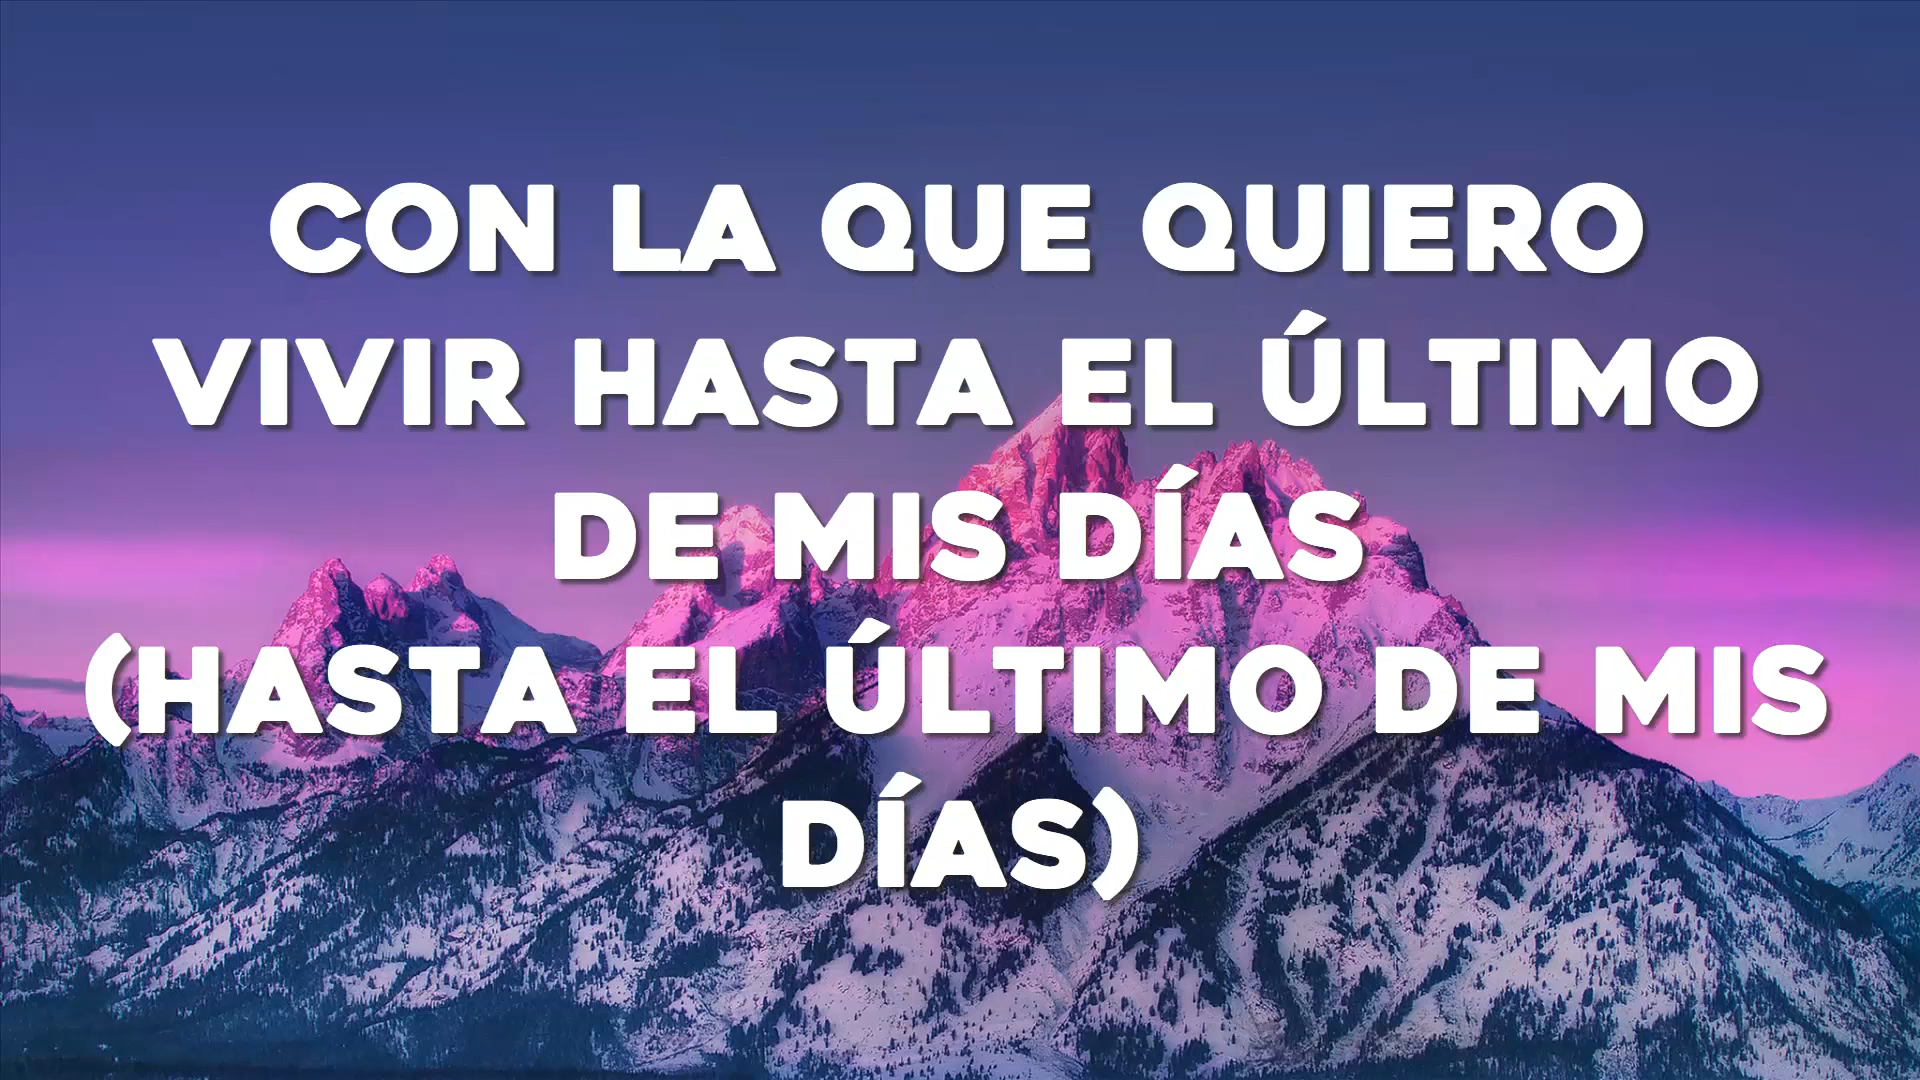 CON LA QUE QUIERO
VIVIR HASTA EL ÚLTIMO
DE MIS DÍAS
(HASTA EL ÚLTIMO DE MIS
DÍAS)